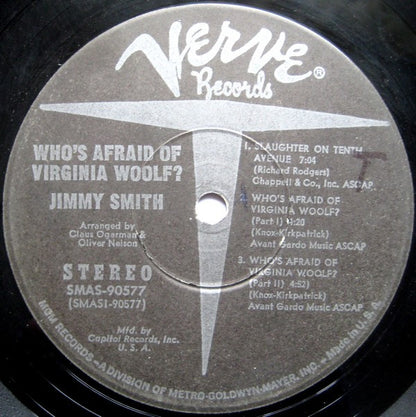 Verve®
Records
WHO'S AFRAID OF
VIRGINIA WOOLF?
JIMMY SMITH
Arranged by
Claus Ogerman &
Oliver Nelson
STEREO
SMAS-90577
(SMAS1-90577)
Mfd. by
Capitol Records, Inc.
U. S. A.
1. SLAUGHTER ON TENTH
AVENUE 7:04
(Richard Rodgers)
Chappell & Co., Inc. ASCAP
T
2. WHO'S AFRAID OF
VIRGINIA WOOLF?
(Part I) 4:20
(Knox-Kirkpatrick)
Avant Garde Music ASCAP
3. WHO'S AFRAID OF
VIRGINIA WOOLF?
(Part II) 4:52
(Knox-Kirkpatrick)
Avant Garde Music ASCAP
MGM RECORDS—A DIVISION OF METRO-GOLDWYN-MAYER, INC. • Made in U. S. A.